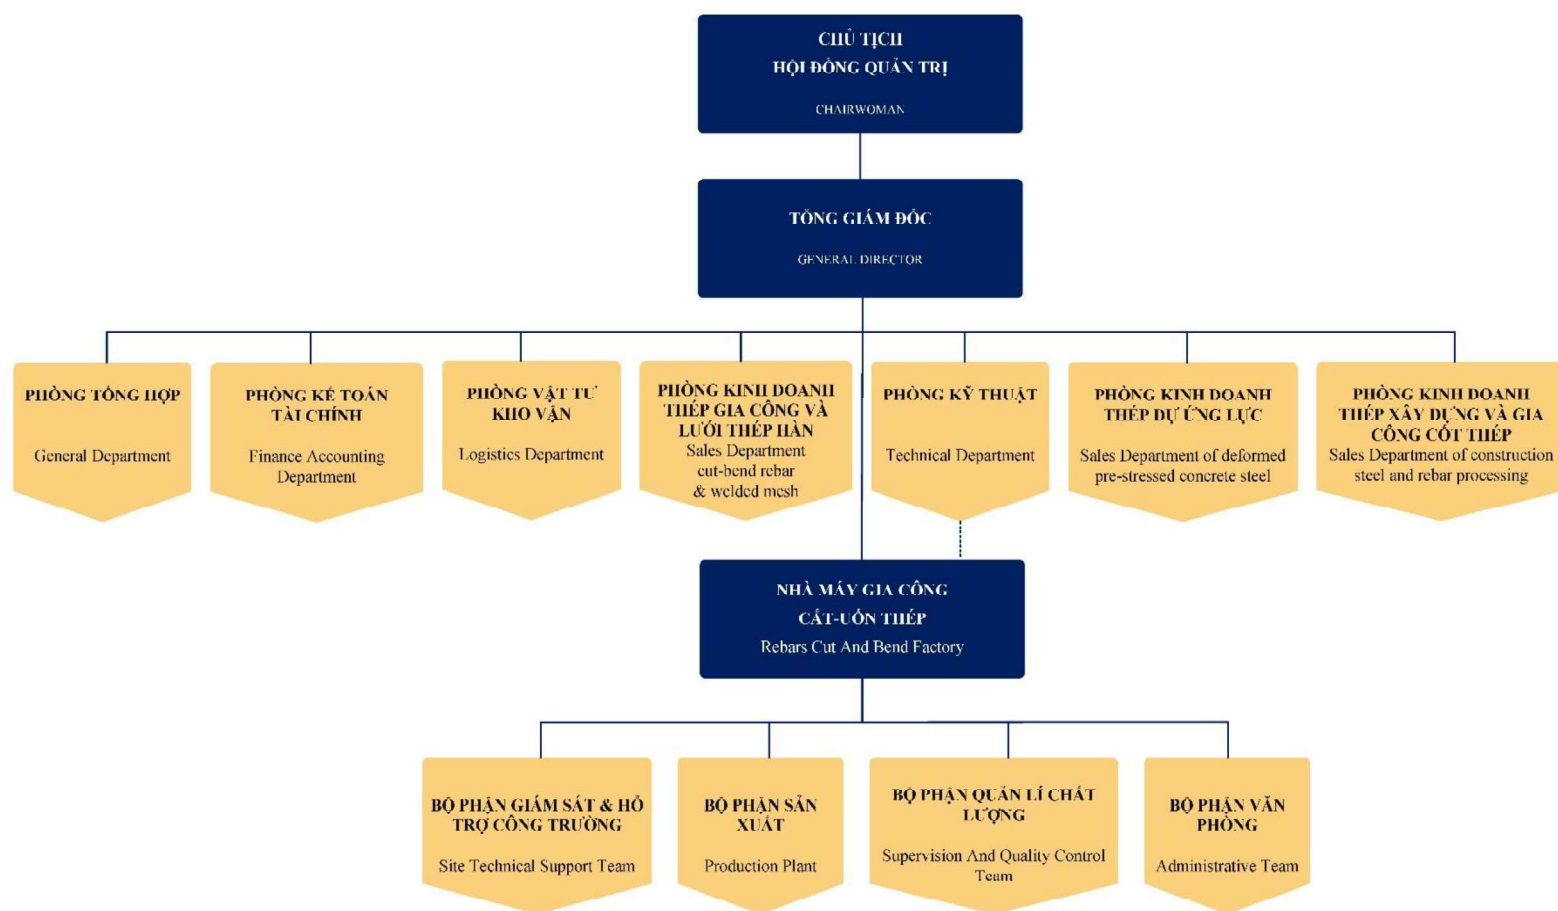 CHỦ TỊCH
HỘI ĐỒNG QUẢN TRỊ
CHAIRWOMAN
TỔNG GIÁM ĐỐC
GENERAL DIRECTOR
PHÒNG TỔNG HỢP
General Department
PHÒNG KẾ TOÁN
TÀI CHÍNH
Finance Accounting
Department
PHÒNG VẬT TƯ
KHO VẬN
Logistics Department
PHÒNG KINH DOANH
THÉP GIA CÔNG VÀ
LƯỚI THÉP HÀN
Sales Department
cut-bend rebar
& welded mesh
PHÒNG KỸ THUẬT
Technical Department
PHÒNG KINH DOANH
THÉP DỰ ỨNG LỰC
Sales Department of deformed
pre-stressed concrete steel
PHÒNG KINH DOANH
THÉP XÂY DỰNG VÀ GIA
CÔNG CỐT THÉP
Sales Department of construction
steel and rebar processing
NHÀ MÁY GIA CÔNG
CẮT-UỐN THÉP
Rebars Cut And Bend Factory
BỘ PHẬN GIÁM SÁT & HỖ
TRỢ CÔNG TRƯỜNG
Site Technical Support Team
BỘ PHẬN SẢN
XUẤT
Production Plant
BỘ PHẬN QUẢN LÍ CHẤT
LƯỢNG
Supervision And Quality Control
Team
BỘ PHẬN VĂN
PHÒNG
Administrative Team